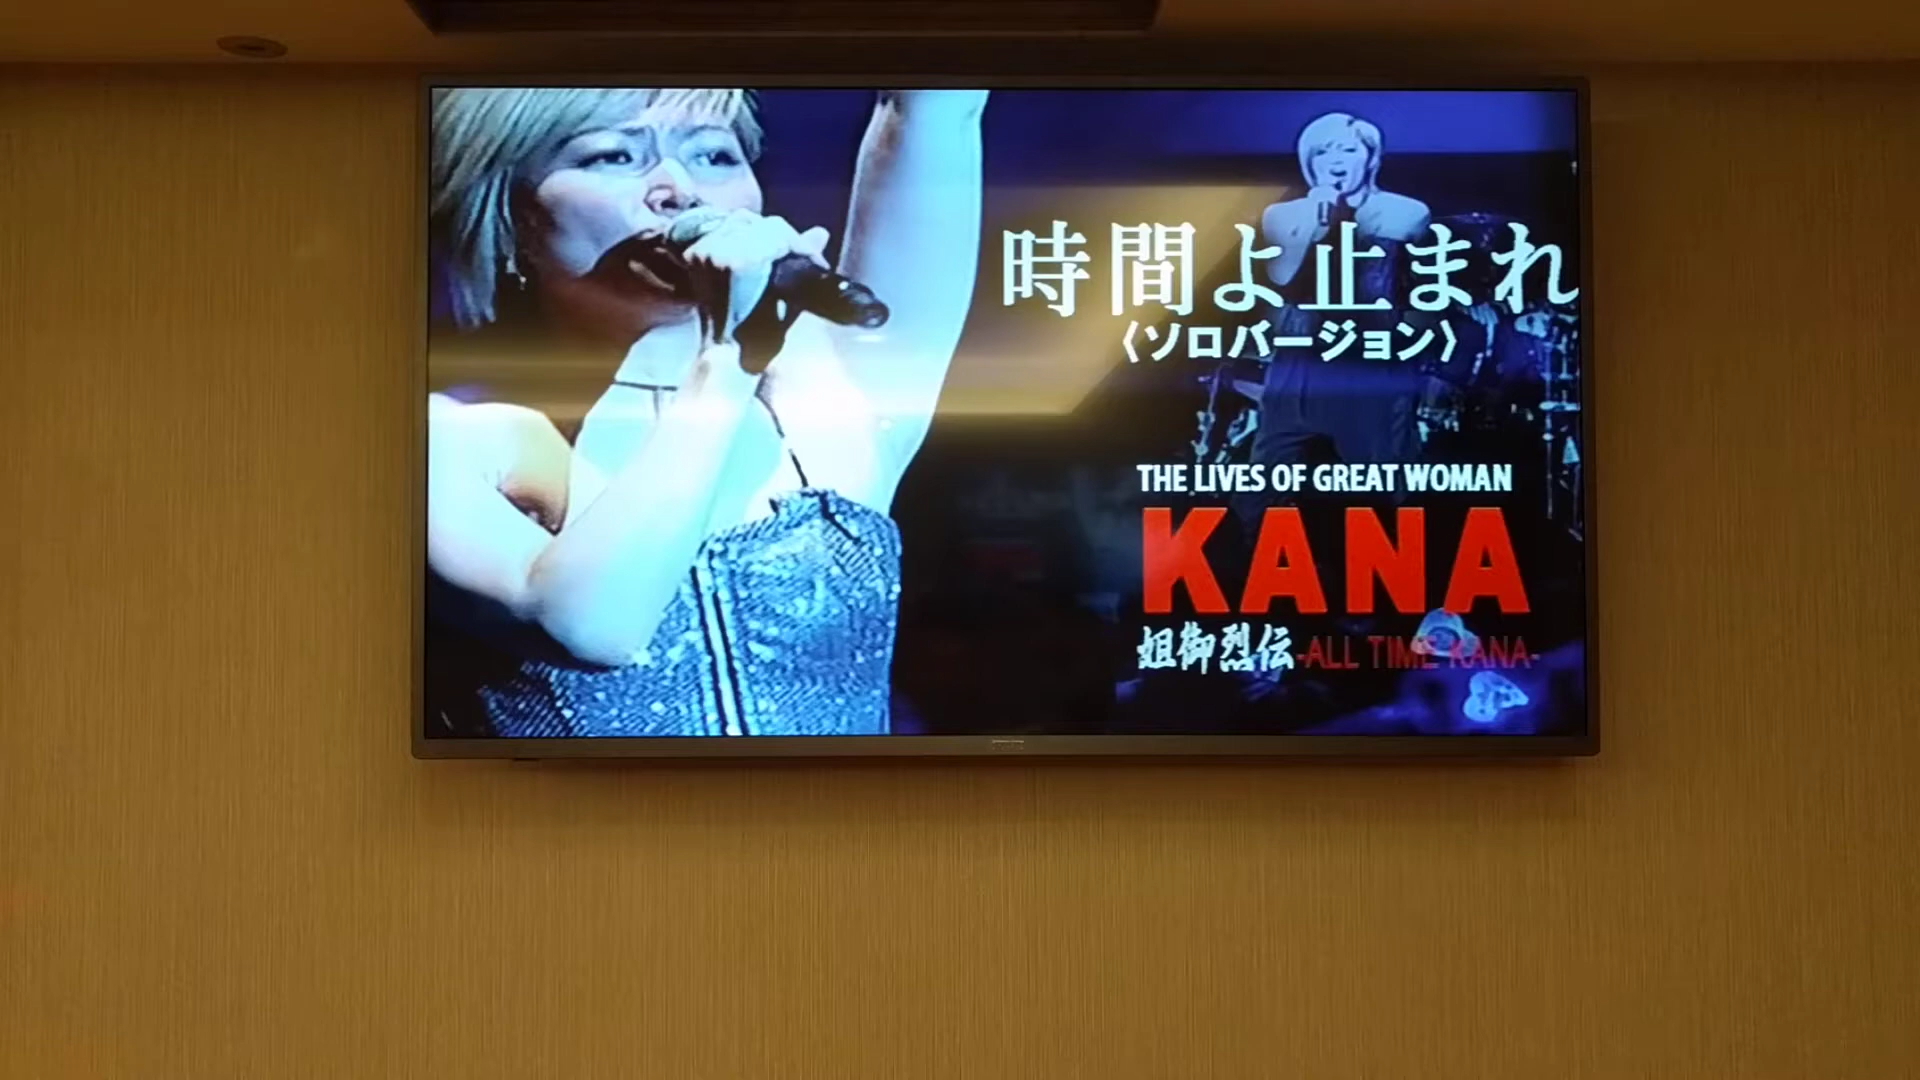 時間よ止まれ
〈ソロバージョン〉
THE LIVES OF GREAT WOMAN
KANA
姐御烈伝-ALL TIME KANA-